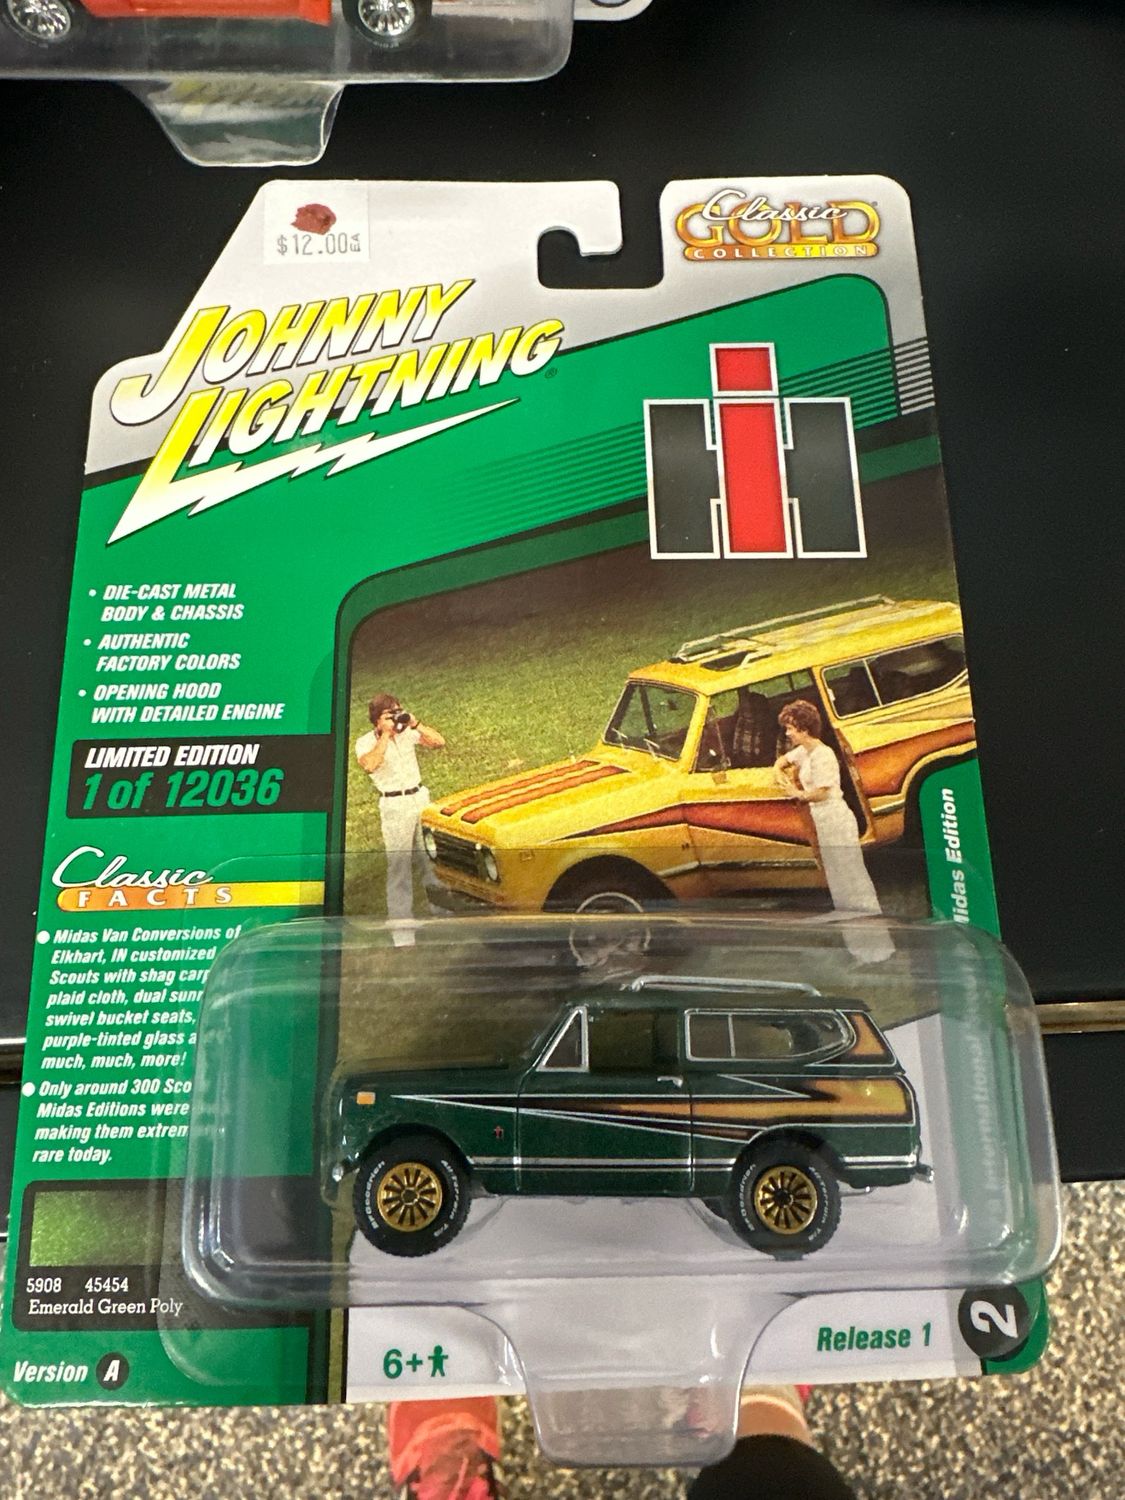 $12.00 EA
Classic
GOLD
COLLECTION
JOHNNY
LIGHTNING®
IH
• DIE-CAST METAL
BODY & CHASSIS
• AUTHENTIC
FACTORY COLORS
• OPENING HOOD
WITH DETAILED ENGINE
LIMITED EDITION
1 of 12036
Classic
FACTS
Midas Van Conversions of
Elkhart, IN customized
Scouts with shag carp
plaid cloth, dual sunr
swivel bucket seats,
purple-tinted glass a
much, much, more!
Only around 300 Sco
Midas Editions were
making them extrem
rare today.
5908 45454
Emerald Green Poly
Version A
6+
Release 1
2
Midas Edition